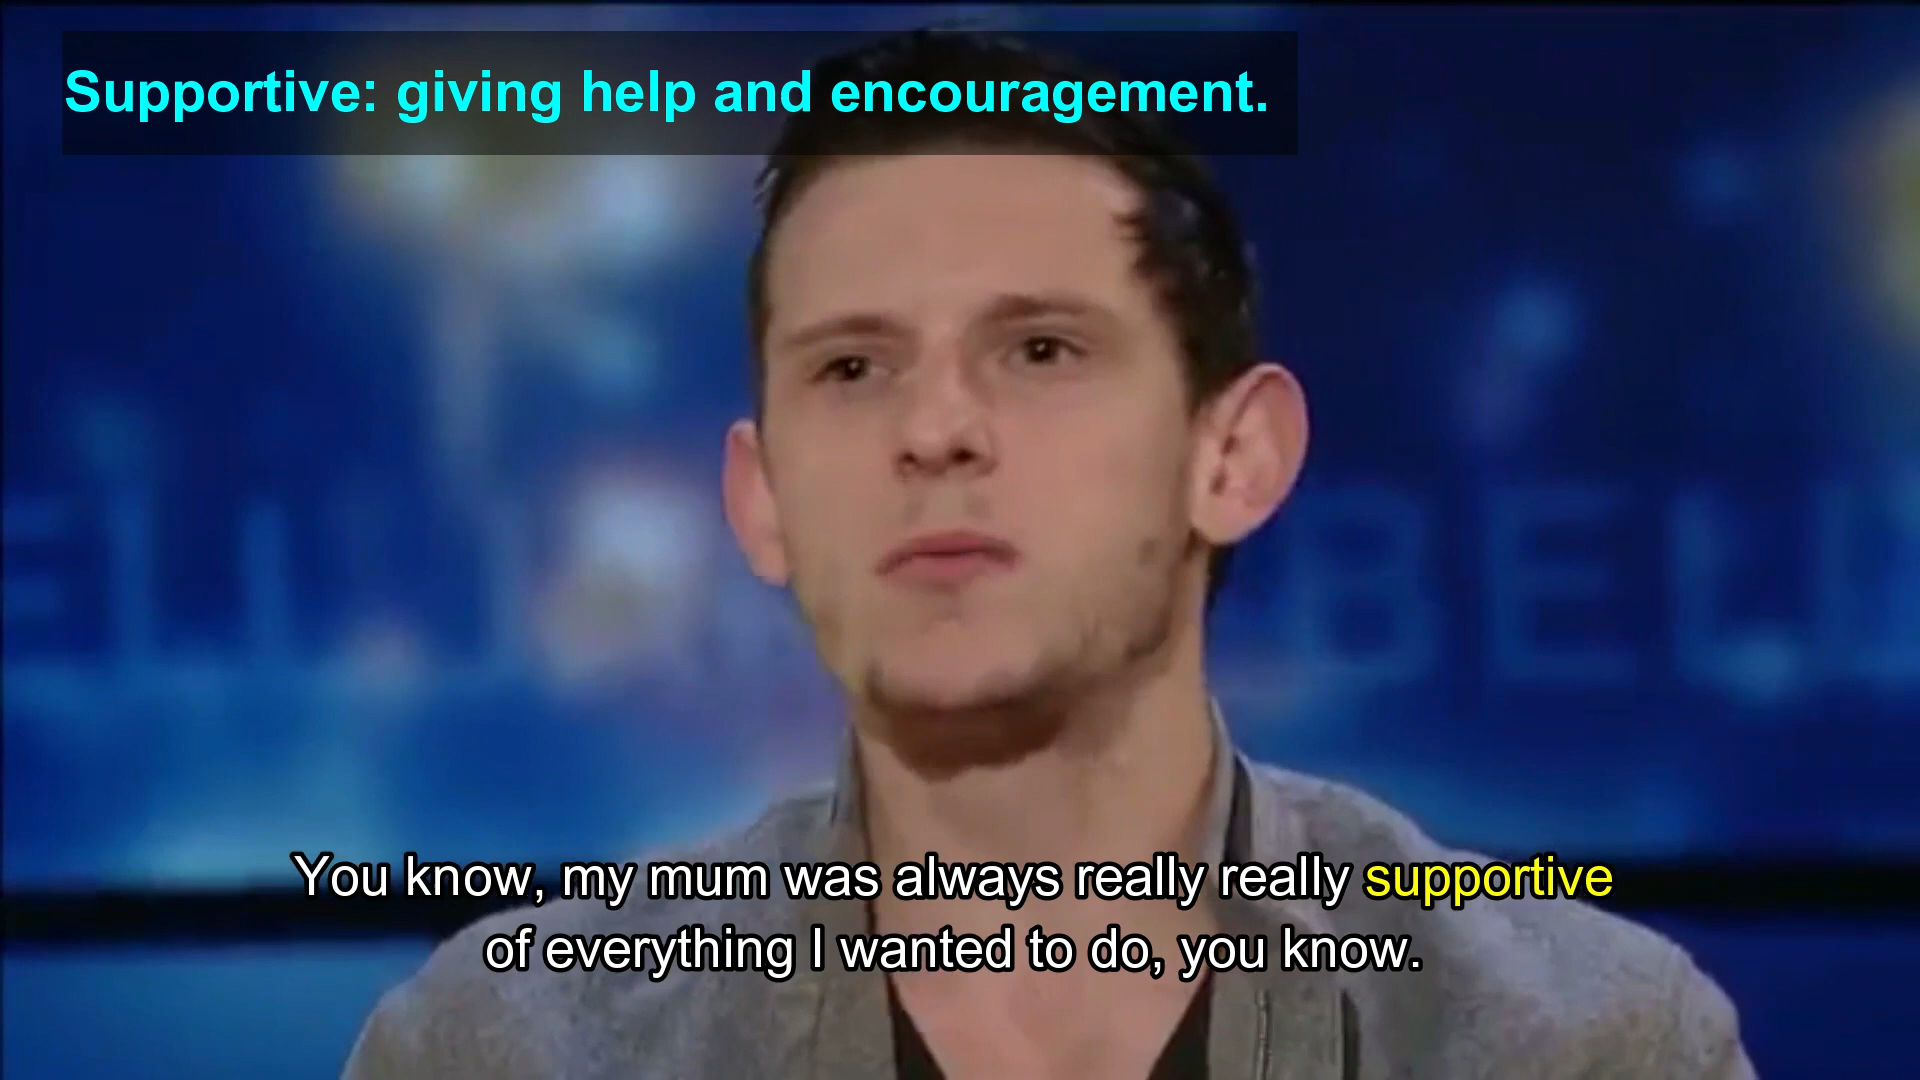 Supportive: giving help and encouragement.
You know, my mum was always really really supportive
of everything I wanted to do, you know.